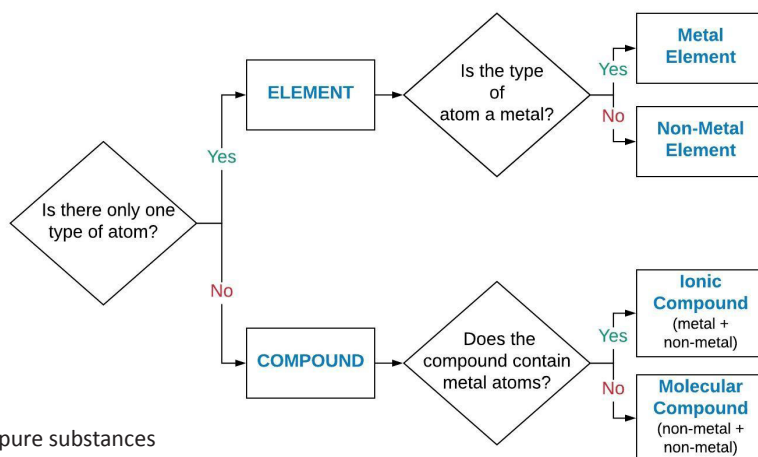 Is there only one
type of atom?
Yes
No
ELEMENT
Is the type
of
atom a metal?
Yes
No
Metal
Element
Non-Metal
Element
COMPOUND
Does the
compound contain
metal atoms?
Yes
No
Ionic
Compound
(metal +
non-metal)
Molecular
Compound
(non-metal +
non-metal)
pure substances